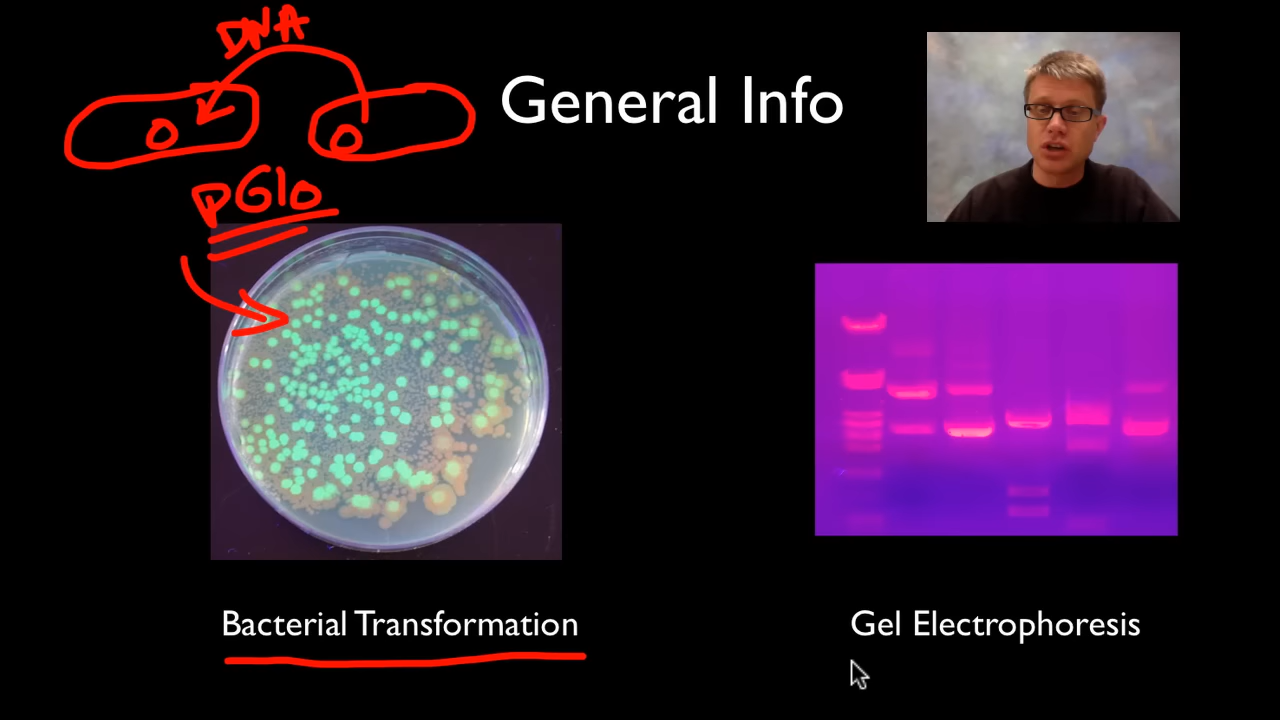 DNA
General Info
pGlo
Bacterial Transformation
Gel Electrophoresis